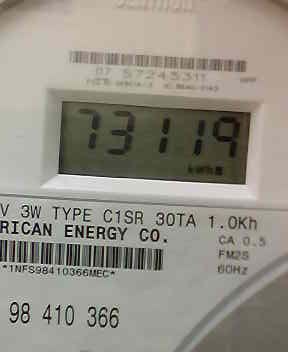 07 57245311
73119
kWh
V 3W TYPE C1SR 30TA 1.0Kh
RICAN ENERGY CO.
CA 0.5
FM2S
*1NFS98410366MEC*
60Hz
98 410 366